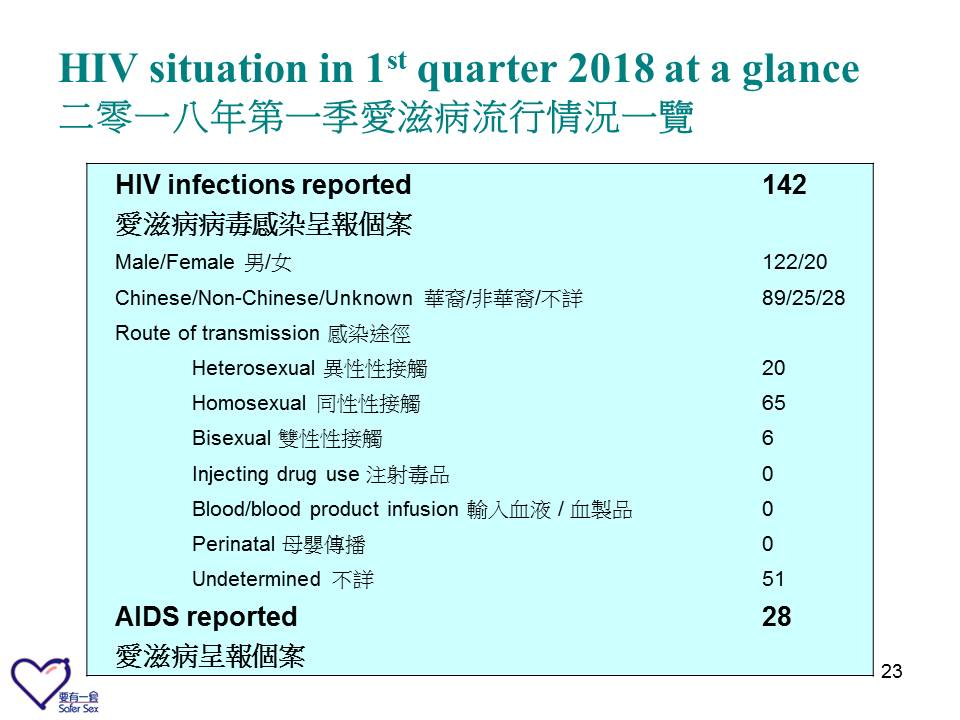 HIV situation in 1st quarter 2018 at a glance
二零一八年第一季愛滋病流行情況一覽
HIV infections reported 142
愛滋病病毒感染呈報個案
Male/Female 男/女 122/20
Chinese/Non-Chinese/Unknown 華裔/非華裔/不詳 89/25/28
Route of transmission 感染途徑
Heterosexual 異性性接觸 20
Homosexual 同性性接觸 65
Bisexual 雙性性接觸 6
Injecting drug use 注射毒品 0
Blood/blood product infusion 輸入血液 / 血製品 0
Perinatal 母嬰傳播 0
Undetermined 不詳 51
AIDS reported 28
愛滋病呈報個案
23
要有一套
Safer Sex